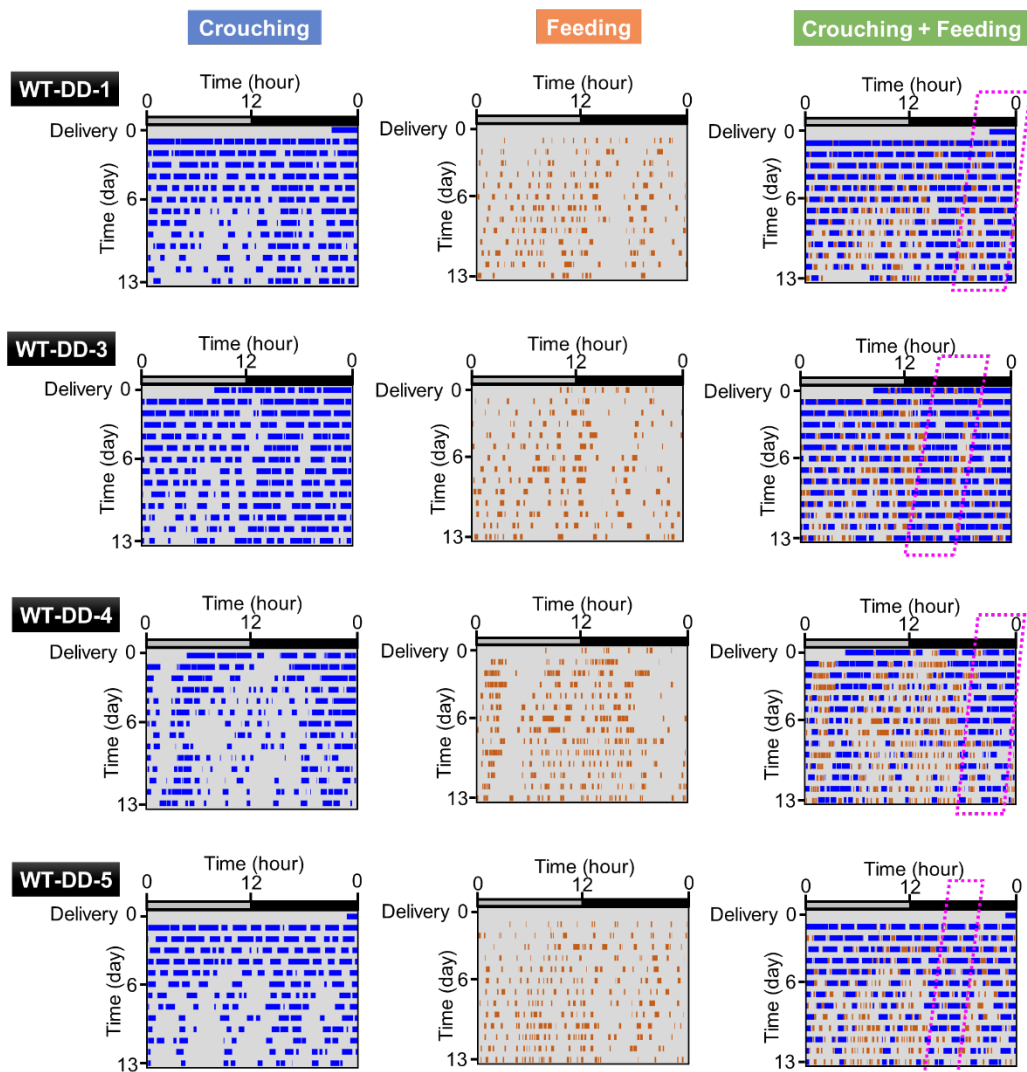 Crouching
Feeding
Crouching + Feeding
WT-DD-1
Time (hour)
0
12
0
Delivery
0
6
13
Time (day)
Time (hour)
0
12
0
Delivery
0
6
13
Time (day)
Time (hour)
0
12
0
Delivery
0
6
13
Time (day)
WT-DD-3
Time (hour)
0
12
0
Delivery
0
6
13
Time (day)
Time (hour)
0
12
0
Delivery
0
6
13
Time (day)
Time (hour)
0
12
0
Delivery
0
6
13
Time (day)
WT-DD-4
Time (hour)
0
12
0
Delivery
0
6
13
Time (day)
Time (hour)
0
12
0
Delivery
0
6
13
Time (day)
Time (hour)
0
12
0
Delivery
0
6
13
Time (day)
WT-DD-5
Time (hour)
0
12
0
Delivery
0
6
13
Time (day)
Time (hour)
0
12
0
Delivery
0
6
13
Time (day)
Time (hour)
0
12
0
Delivery
0
6
13
Time (day)